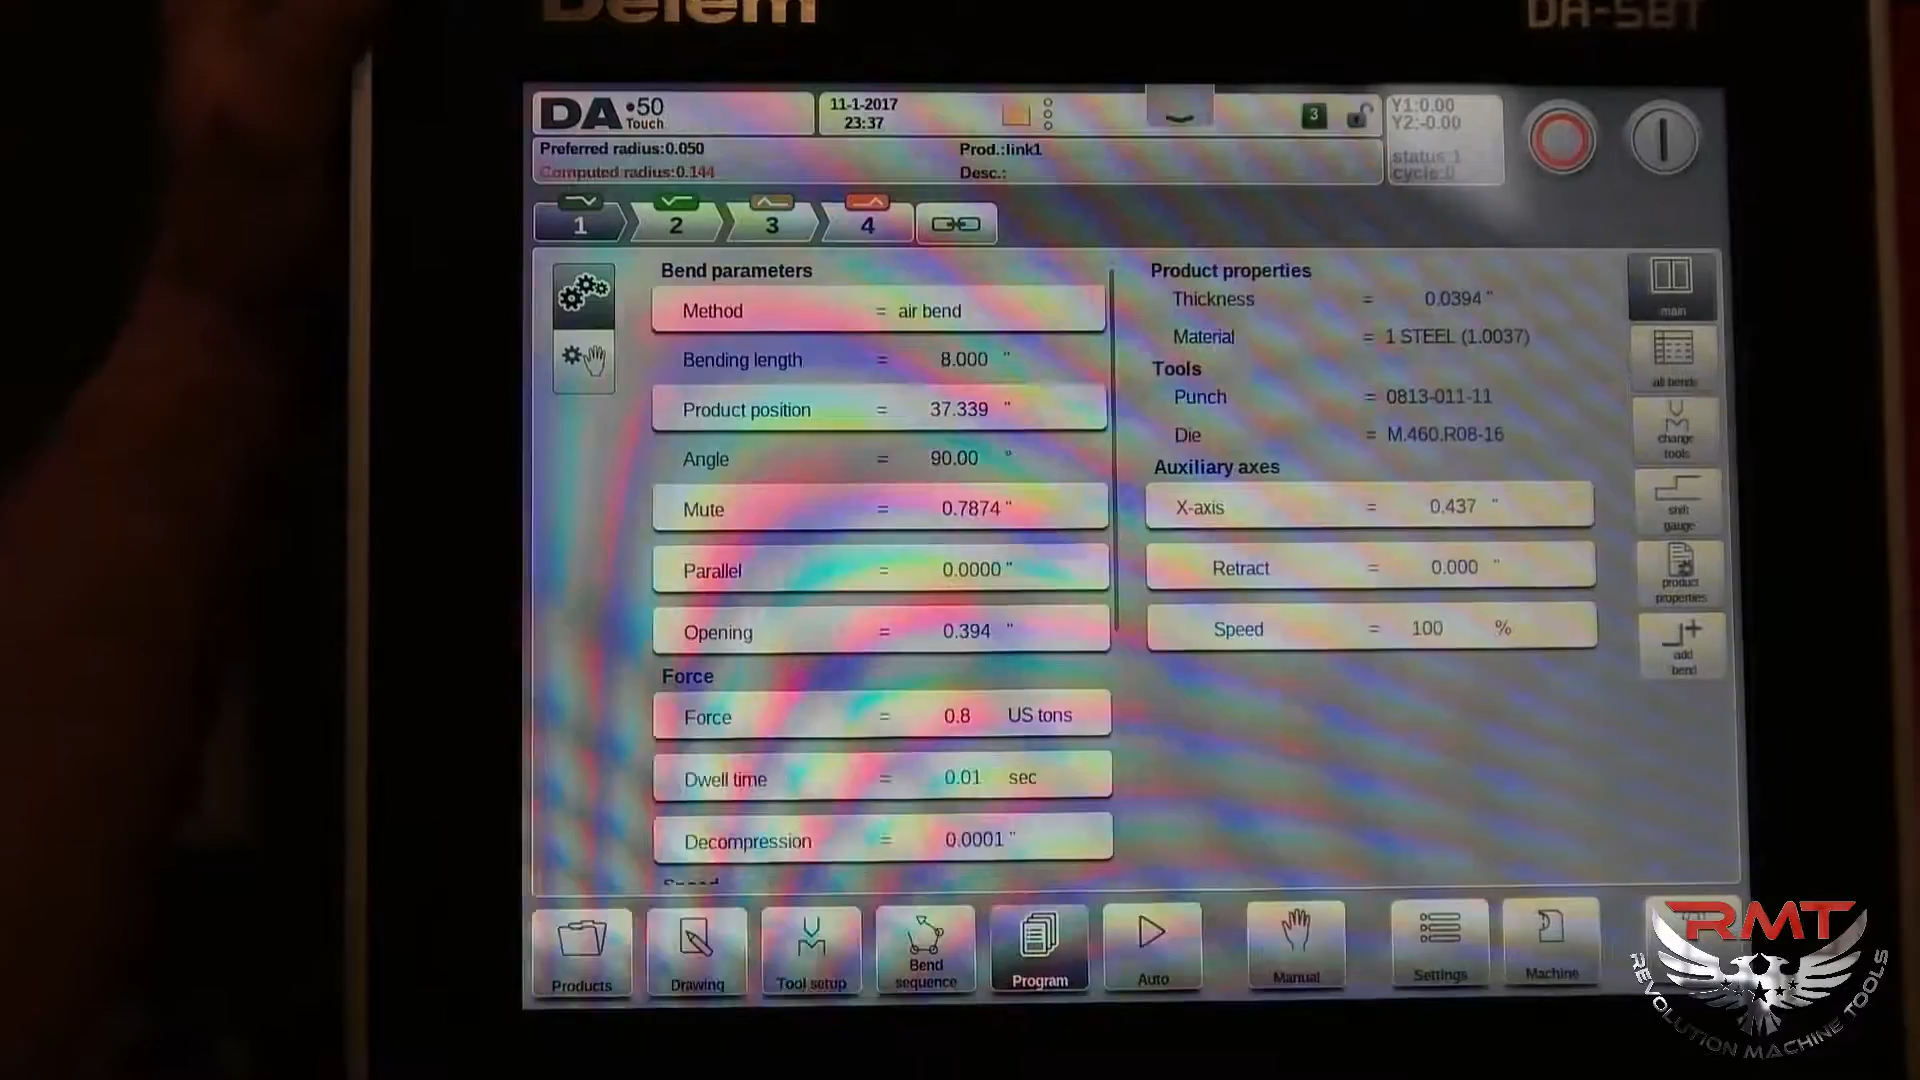 Delem
DA-58T
DA•50
Touch
11-1-2017
23:37
3
Y1:0.00
Y2:-0.00
status:1
cycle:0
Preferred radius:0.050
Prod.:link1
Computed radius:0.144
Desc.:
1
2
3
4
Bend parameters
Method = air bend
Bending length = 8.000 "
Product position = 37.339 "
Angle = 90.00 °
Mute = 0.7874 "
Parallel = 0.0000 "
Opening = 0.394 "
Force
Force = 0.8 US tons
Dwell time = 0.01 sec
Decompression = 0.0001 "
Product properties
Thickness = 0.0394 "
Material = 1 STEEL (1.0037)
Tools
Punch = 0813-011-11
Die = M.460.R08-16
Auxiliary axes
X-axis = 0.437 "
Retract = 0.000 "
Speed = 100 %
main
all bends
change
tools
shift
gauge
product
properties
add
bend
Products
Drawing
Tool setup
Bend
sequence
Program
Auto
Manual
Settings
Machine
RMT
REVOLUTION MACHINE TOOLS